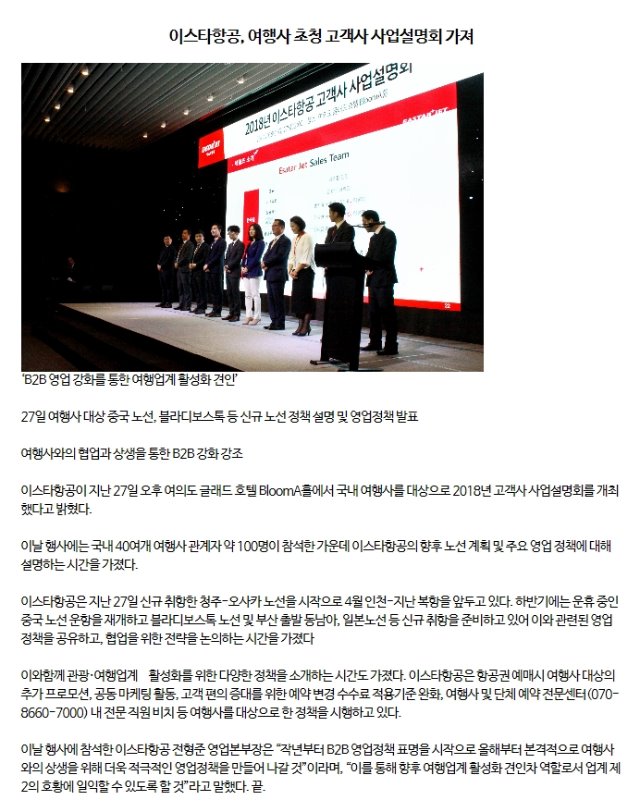 이스타항공, 여행사 초청 고객사 사업설명회 가져
2018년 이스타항공 고객사 사업설명회
EASTAR JET
Esatar Jet Sales Team
'B2B 영업 강화를 통한 여행업계 활성화 견인'
27일 여행사 대상 중국 노선, 블라디보스톡 등 신규 노선 정책 설명 및 영업정책 발표
여행사와의 협업과 상생을 통한 B2B 강화 강조
이스타항공이 지난 27일 오후 여의도 글래드 호텔 BloomA홀에서 국내 여행사를 대상으로 2018년 고객사 사업설명회를 개최
했다고 밝혔다.
이날 행사에는 국내 40여개 여행사 관계자 약 100명이 참석한 가운데 이스타항공의 향후 노선 계획 및 주요 영업 정책에 대해
설명하는 시간을 가졌다.
이스타항공은 지난 27일 신규 취항한 청주-오사카 노선을 시작으로 4월 인천-지난 복항을 앞두고 있다. 하반기에는 운휴 중인
중국 노선 운항을 재개하고 블라디보스톡 노선 및 부산 출발 동남아, 일본노선 등 신규 취항을 준비하고 있어 이와 관련된 영업
정책을 공유하고, 협업을 위한 전략을 논의하는 시간을 가졌다
이와함께 관광·여행업계 활성화를 위한 다양한 정책을 소개하는 시간도 가졌다. 이스타항공은 항공권 예매시 여행사 대상의
추가 프로모션, 공동 마케팅 활동, 고객 편의 증대를 위한 예약 변경 수수료 적용기준 완화, 여행사 및 단체 예약 전문센터(070-
8660-7000) 내 전문 직원 비치 등 여행사를 대상으로 한 정책을 시행하고 있다.
이날 행사에 참석한 이스타항공 전형준 영업본부장은 "작년부터 B2B 영업정책 표명을 시작으로 올해부터 본격적으로 여행사
와의 상생을 위해 더욱 적극적인 영업정책을 만들어 나갈 것"이라며, "이를 통해 향후 여행업계 활성화 견인차 역할로서 업계 제
2의 호황에 일익할 수 있도록 할 것"라고 말했다. 끝.